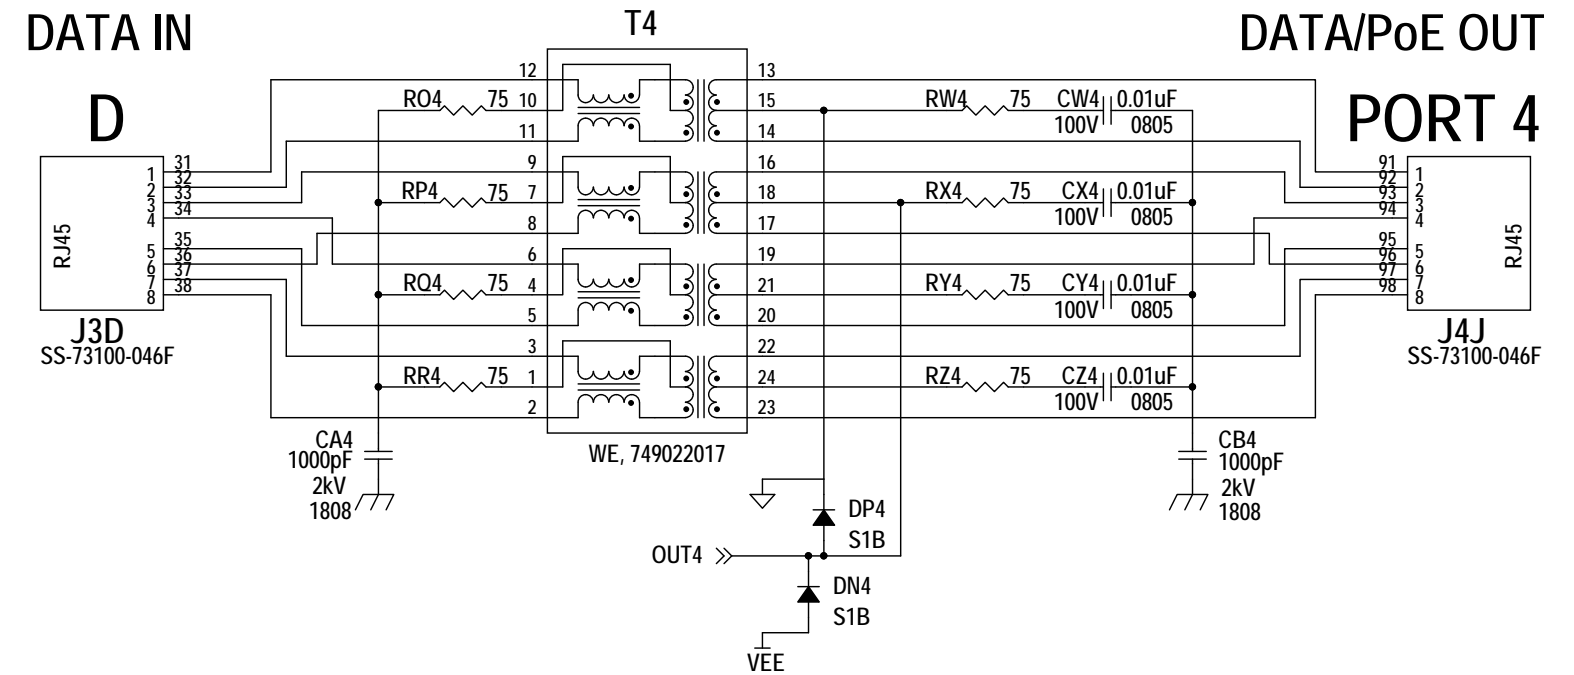 DATA IN
T4
DATA/PoE OUT
D
PORT 4
12
13
RO4 75 10
15 RW4 75 CW4 0.01uF
100V 0805
11
14
9
16
RP4 75 7
18 RX4 75 CX4 0.01uF
100V 0805
8
17
6
19
RQ4 75 4
21 RY4 75 CY4 0.01uF
100V 0805
5
20
3
22
RR4 75 1
24 RZ4 75 CZ4 0.01uF
100V 0805
2
23
1 31
2 32
3 33
4 34
5 35
6 36
7 37
8 38
RJ45
J3D
SS-73100-046F
91 1
92 2
93 3
94 4
95 5
96 6
97 7
98 8
RJ45
J4J
SS-73100-046F
CA4
1000pF
2kV
1808
WE, 749022017
CB4
1000pF
2kV
1808
DP4
S1B
OUT4
DN4
S1B
VEE